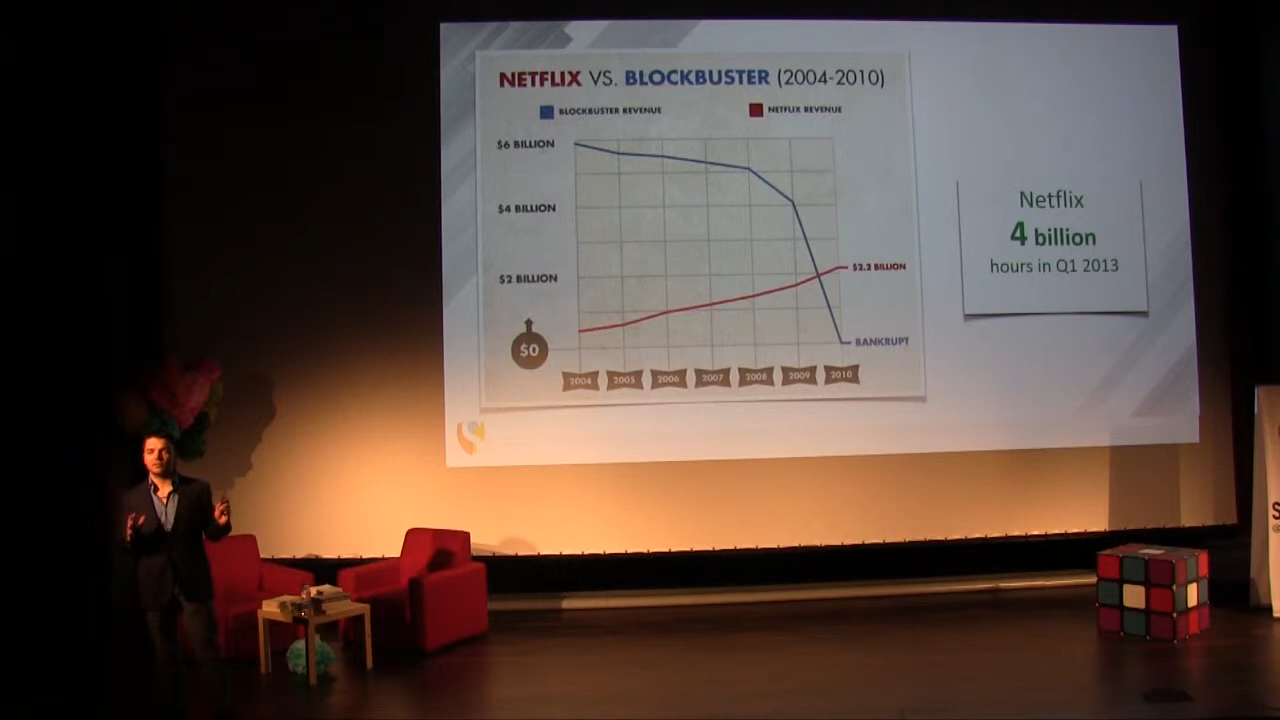 NETFLIX VS. BLOCKBUSTER (2004-2010)
BLOCKBUSTER REVENUE
NETFLIX REVENUE
$6 BILLION
$4 BILLION
$2 BILLION
$2.2 BILLION
$0
BANKRUPT
2004 2005 2006 2007 2008 2009 2010
Netflix
4 billion
hours in Q1 2013